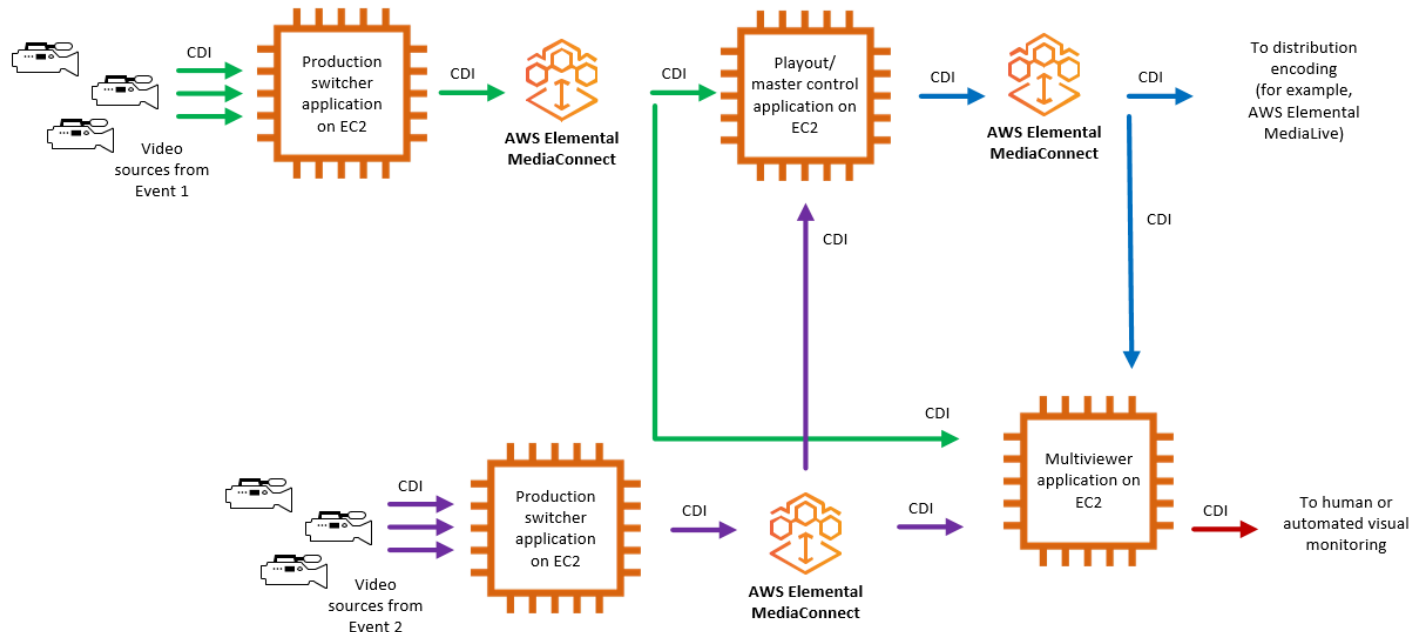 CDI
Production
switcher
application
on EC2
CDI
AWS Elemental
MediaConnect
CDI
Playout/
master control
application on
EC2
CDI
AWS Elemental
MediaConnect
CDI
To distribution
encoding
(for example,
AWS Elemental
MediaLive)
Video
sources from
Event 1
CDI
CDI
CDI
Multiviewer
application on
EC2
CDI
To human or
automated visual
monitoring
CDI
Production
switcher
application
on EC2
CDI
AWS Elemental
MediaConnect
CDI
Video
sources from
Event 2